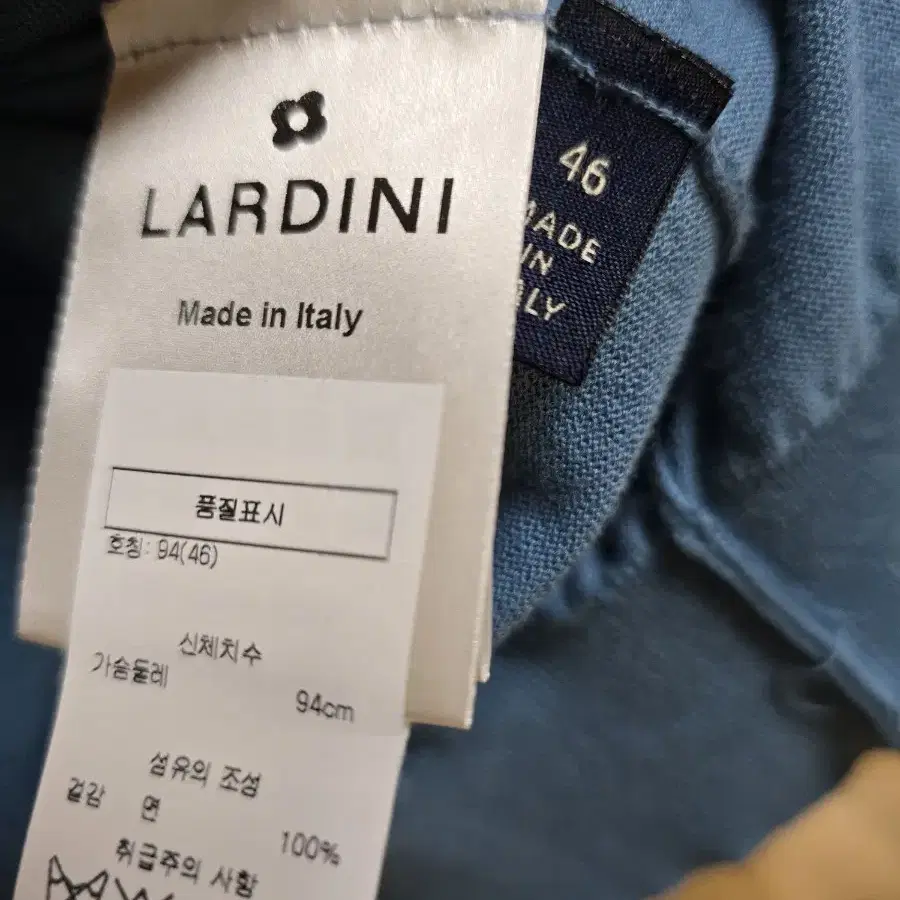 LARDINI
Made in Italy
46
MADE
IN
품질표시
호칭: 94(46)
신체치수
가슴둘레
94cm
섬유의 조성
겉감 면
100%
취급주의 사항